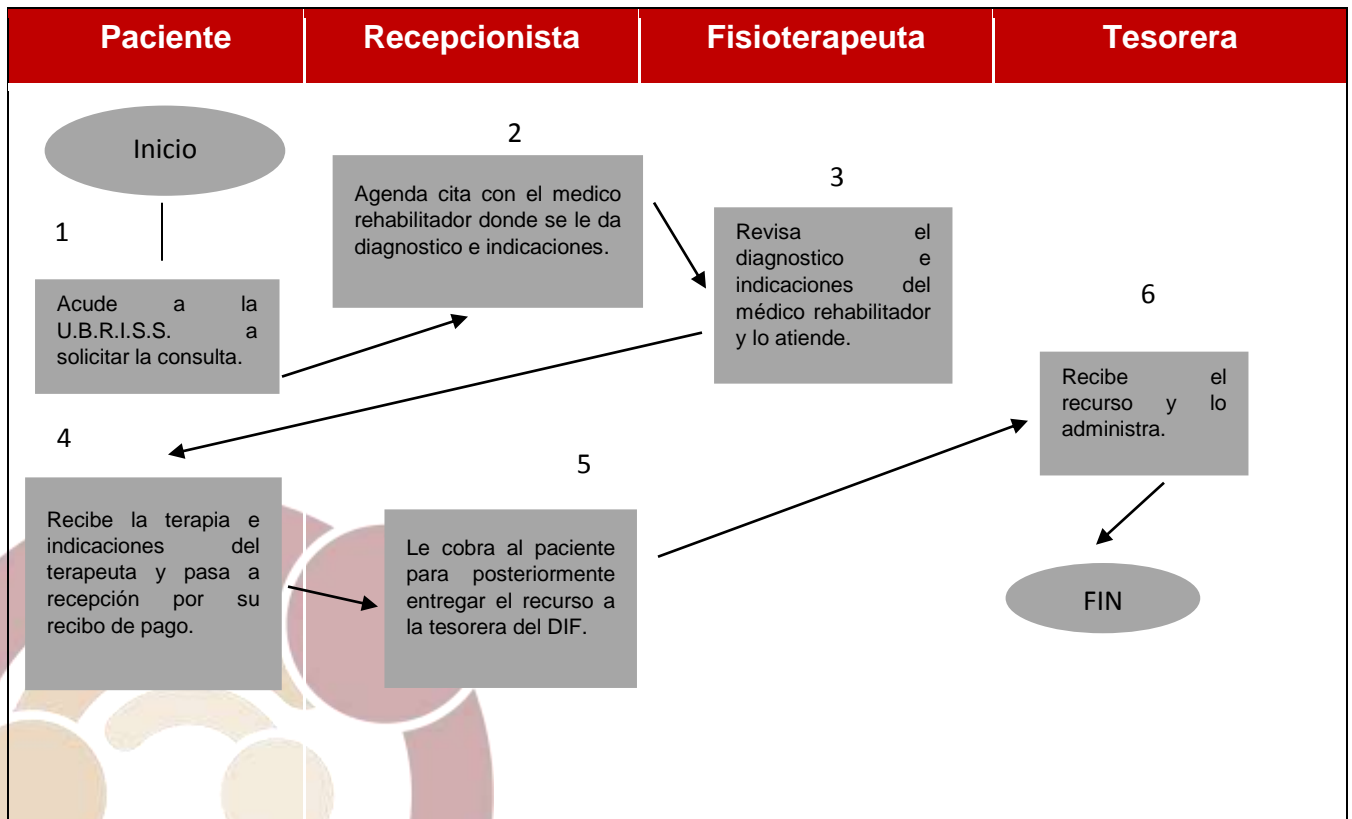 Paciente
Recepcionista
Fisioterapeuta
Tesorera
Inicio
1
Acude a la
U.B.R.I.S.S. a
solicitar la consulta.
2
Agenda cita con el medico
rehabilitador donde se le da
diagnostico e indicaciones.
3
Revisa el
diagnostico e
indicaciones del
médico rehabilitador
y lo atiende.
4
Recibe la terapia e
indicaciones del
terapeuta y pasa a
recepción por su
recibo de pago.
5
Le cobra al paciente
para posteriormente
entregar el recurso a
la tesorera del DIF.
6
Recibe el
recurso y lo
administra.
FIN